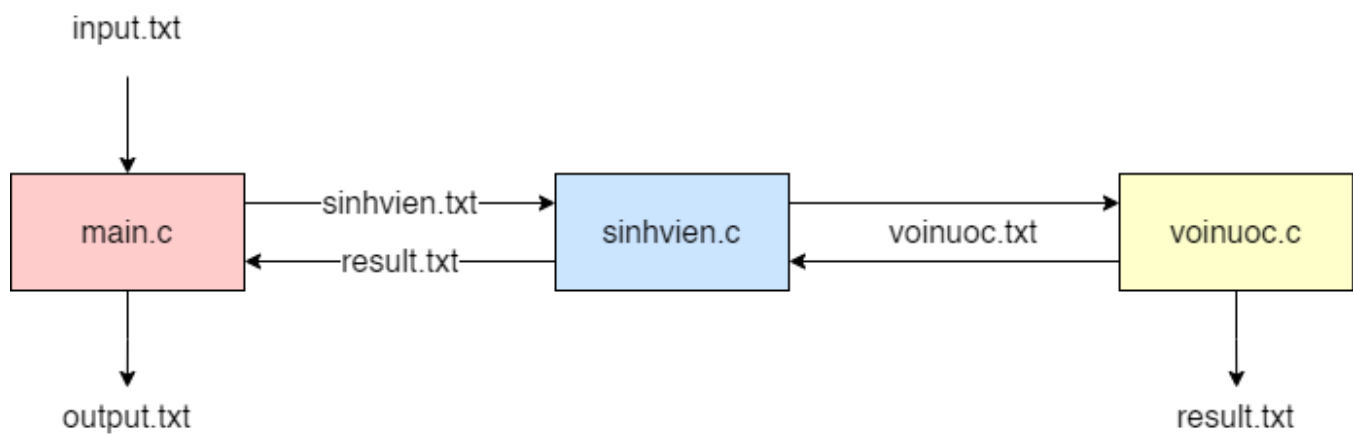 input.txt
main.c
sinhvien.txt
result.txt
sinhvien.c
voinuoc.txt
voinuoc.c
output.txt
result.txt